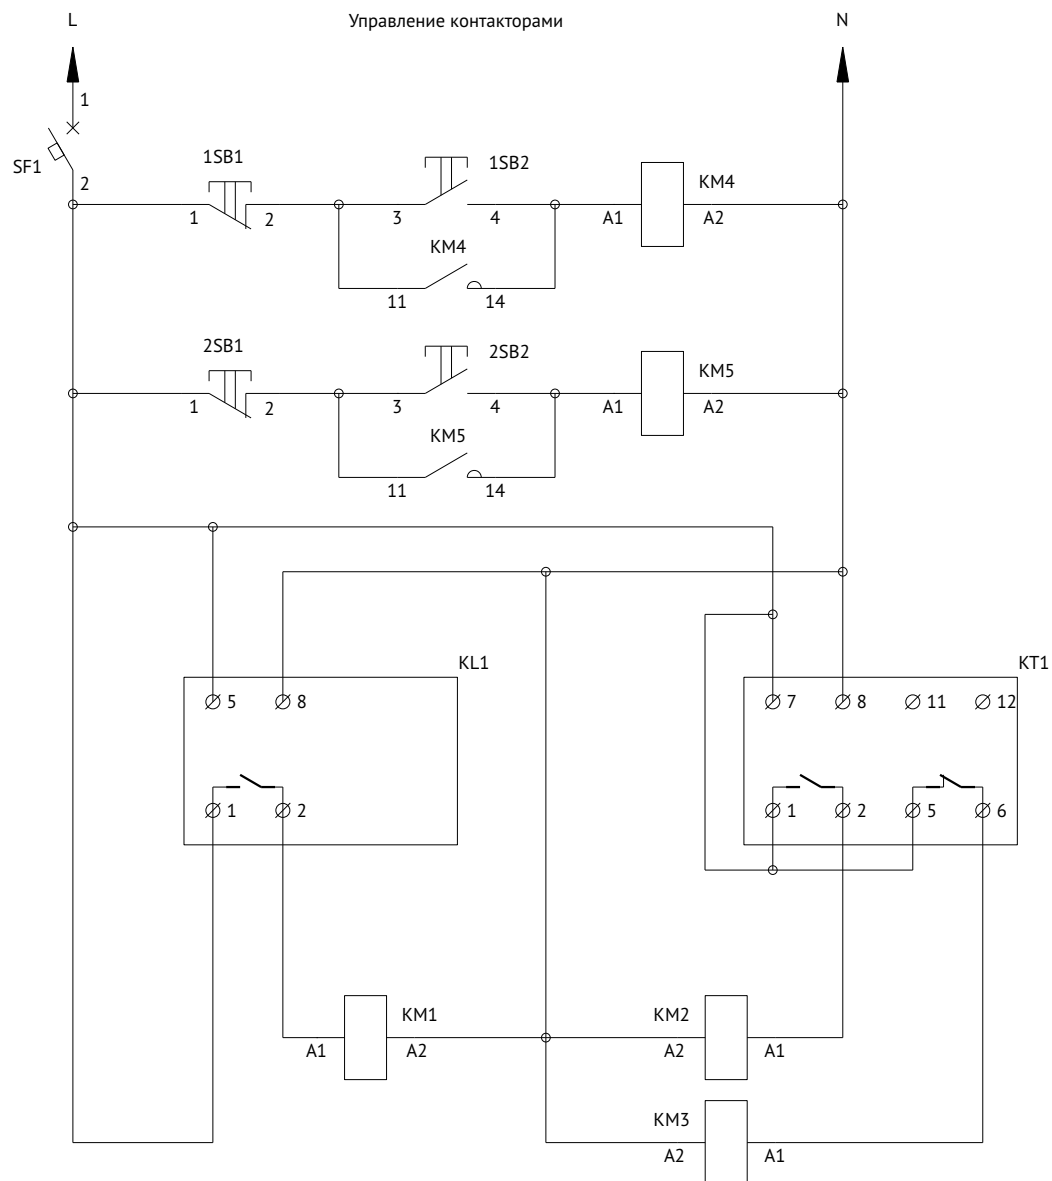 L Управление контакторами N
1
SF1
2
1SB1 1SB2 KM4
1 2 3 4 A1 A2
KM4
11 14
2SB1 2SB2 KM5
1 2 3 4 A1 A2
KM5
11 14
KL1 KT1
5 8 7 8 11 12
1 2 1 2 5 6
KM1 KM2
A1 A2 A2 A1
KM3
A2 A1